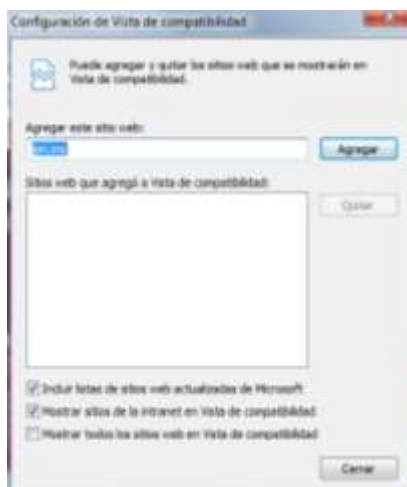 Configuración de Vista de compatibilidad
Puede agregar y quitar los sitios web que se mostrarán en
Vista de compatibilidad.
Agregar este sitio web:
Agregar
Sitios web que agregó a Vista de compatibilidad:
Quitar
Incluir listas de sitios web actualizadas de Microsoft
Mostrar sitios de la intranet en Vista de compatibilidad
Mostrar todos los sitios web en Vista de compatibilidad
Cerrar